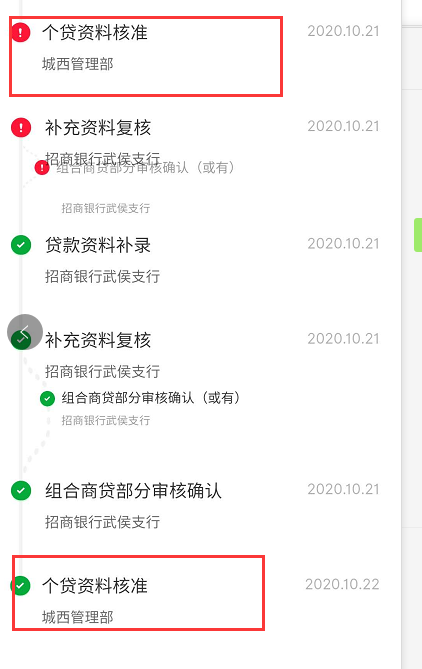 个贷资料核准
2020.10.21
城西管理部
补充资料复核
2020.10.21
招商银行武侯支行
组合商贷部分审核确认（或有）
招商银行武侯支行
贷款资料补录
2020.10.21
招商银行武侯支行
补充资料复核
2020.10.21
招商银行武侯支行
组合商贷部分审核确认（或有）
招商银行武侯支行
组合商贷部分审核确认
2020.10.21
招商银行武侯支行
个贷资料核准
2020.10.22
城西管理部